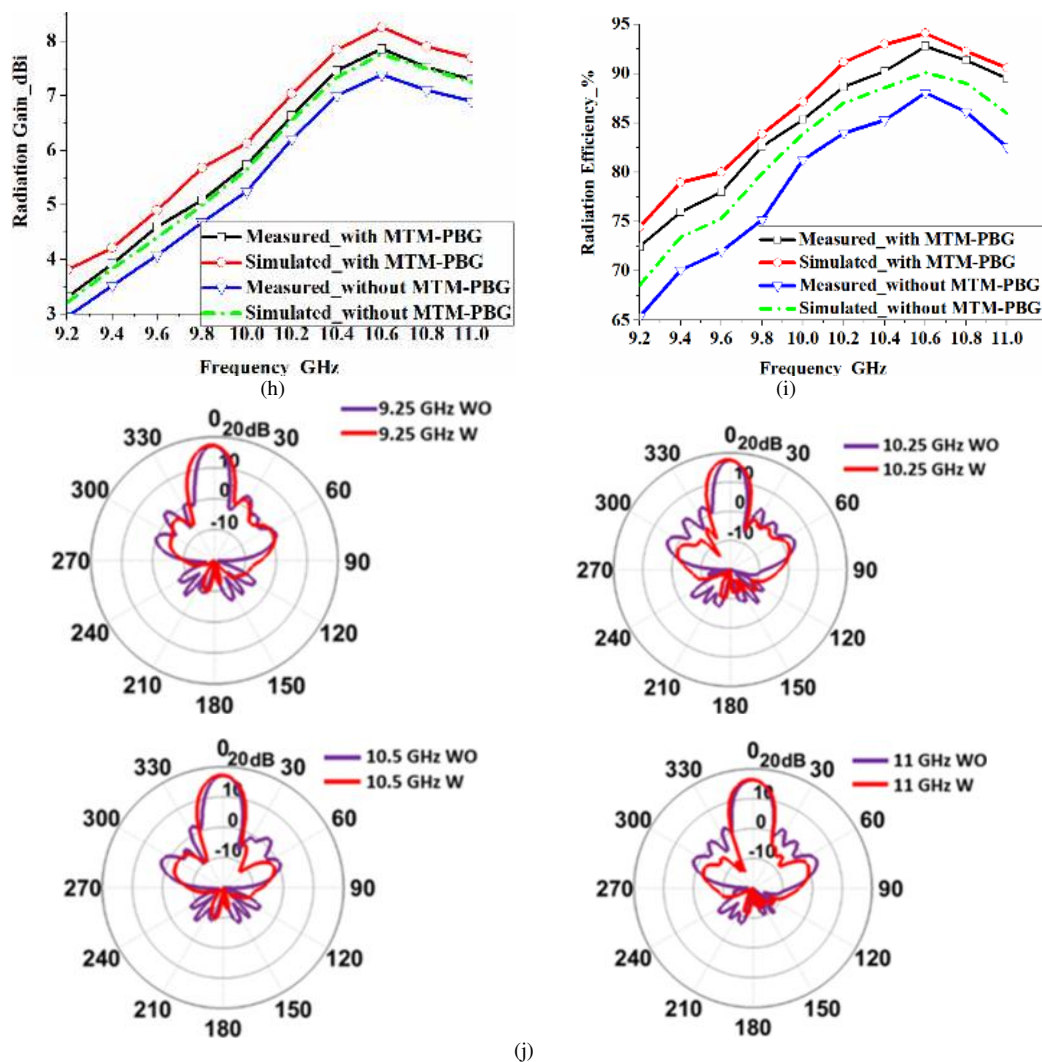 Radiation Gain_dBi
8
7
6
5
4
3
9.2 9.4 9.6 9.8 10.0 10.2 10.4 10.6 10.8 11.0
Frequency_GHz
Measured_with MTM-PBG
Simulated_with MTM-PBG
Measured_without MTM-PBG
Simulated_without MTM-PBG
(h)
Radiation Efficiency_%
95
90
85
80
75
70
65
9.2 9.4 9.6 9.8 10.0 10.2 10.4 10.6 10.8 11.0
Frequency_GHz
Measured_with MTM-PBG
Simulated_with MTM-PBG
Measured_without MTM-PBG
Simulated_without MTM-PBG
(i)
9.25 GHz WO
9.25 GHz W
0
20dB
10
0
-10
30
60
90
120
150
180
210
240
270
300
330
10.25 GHz WO
10.25 GHz W
0
20dB
10
0
-10
30
60
90
120
150
180
210
240
270
300
330
10.5 GHz WO
10.5 GHz W
0
20dB
10
0
-10
30
60
90
120
150
180
210
240
270
300
330
11 GHz WO
11 GHz W
0
20dB
10
0
-10
30
60
90
120
150
180
210
240
270
300
330
(j)